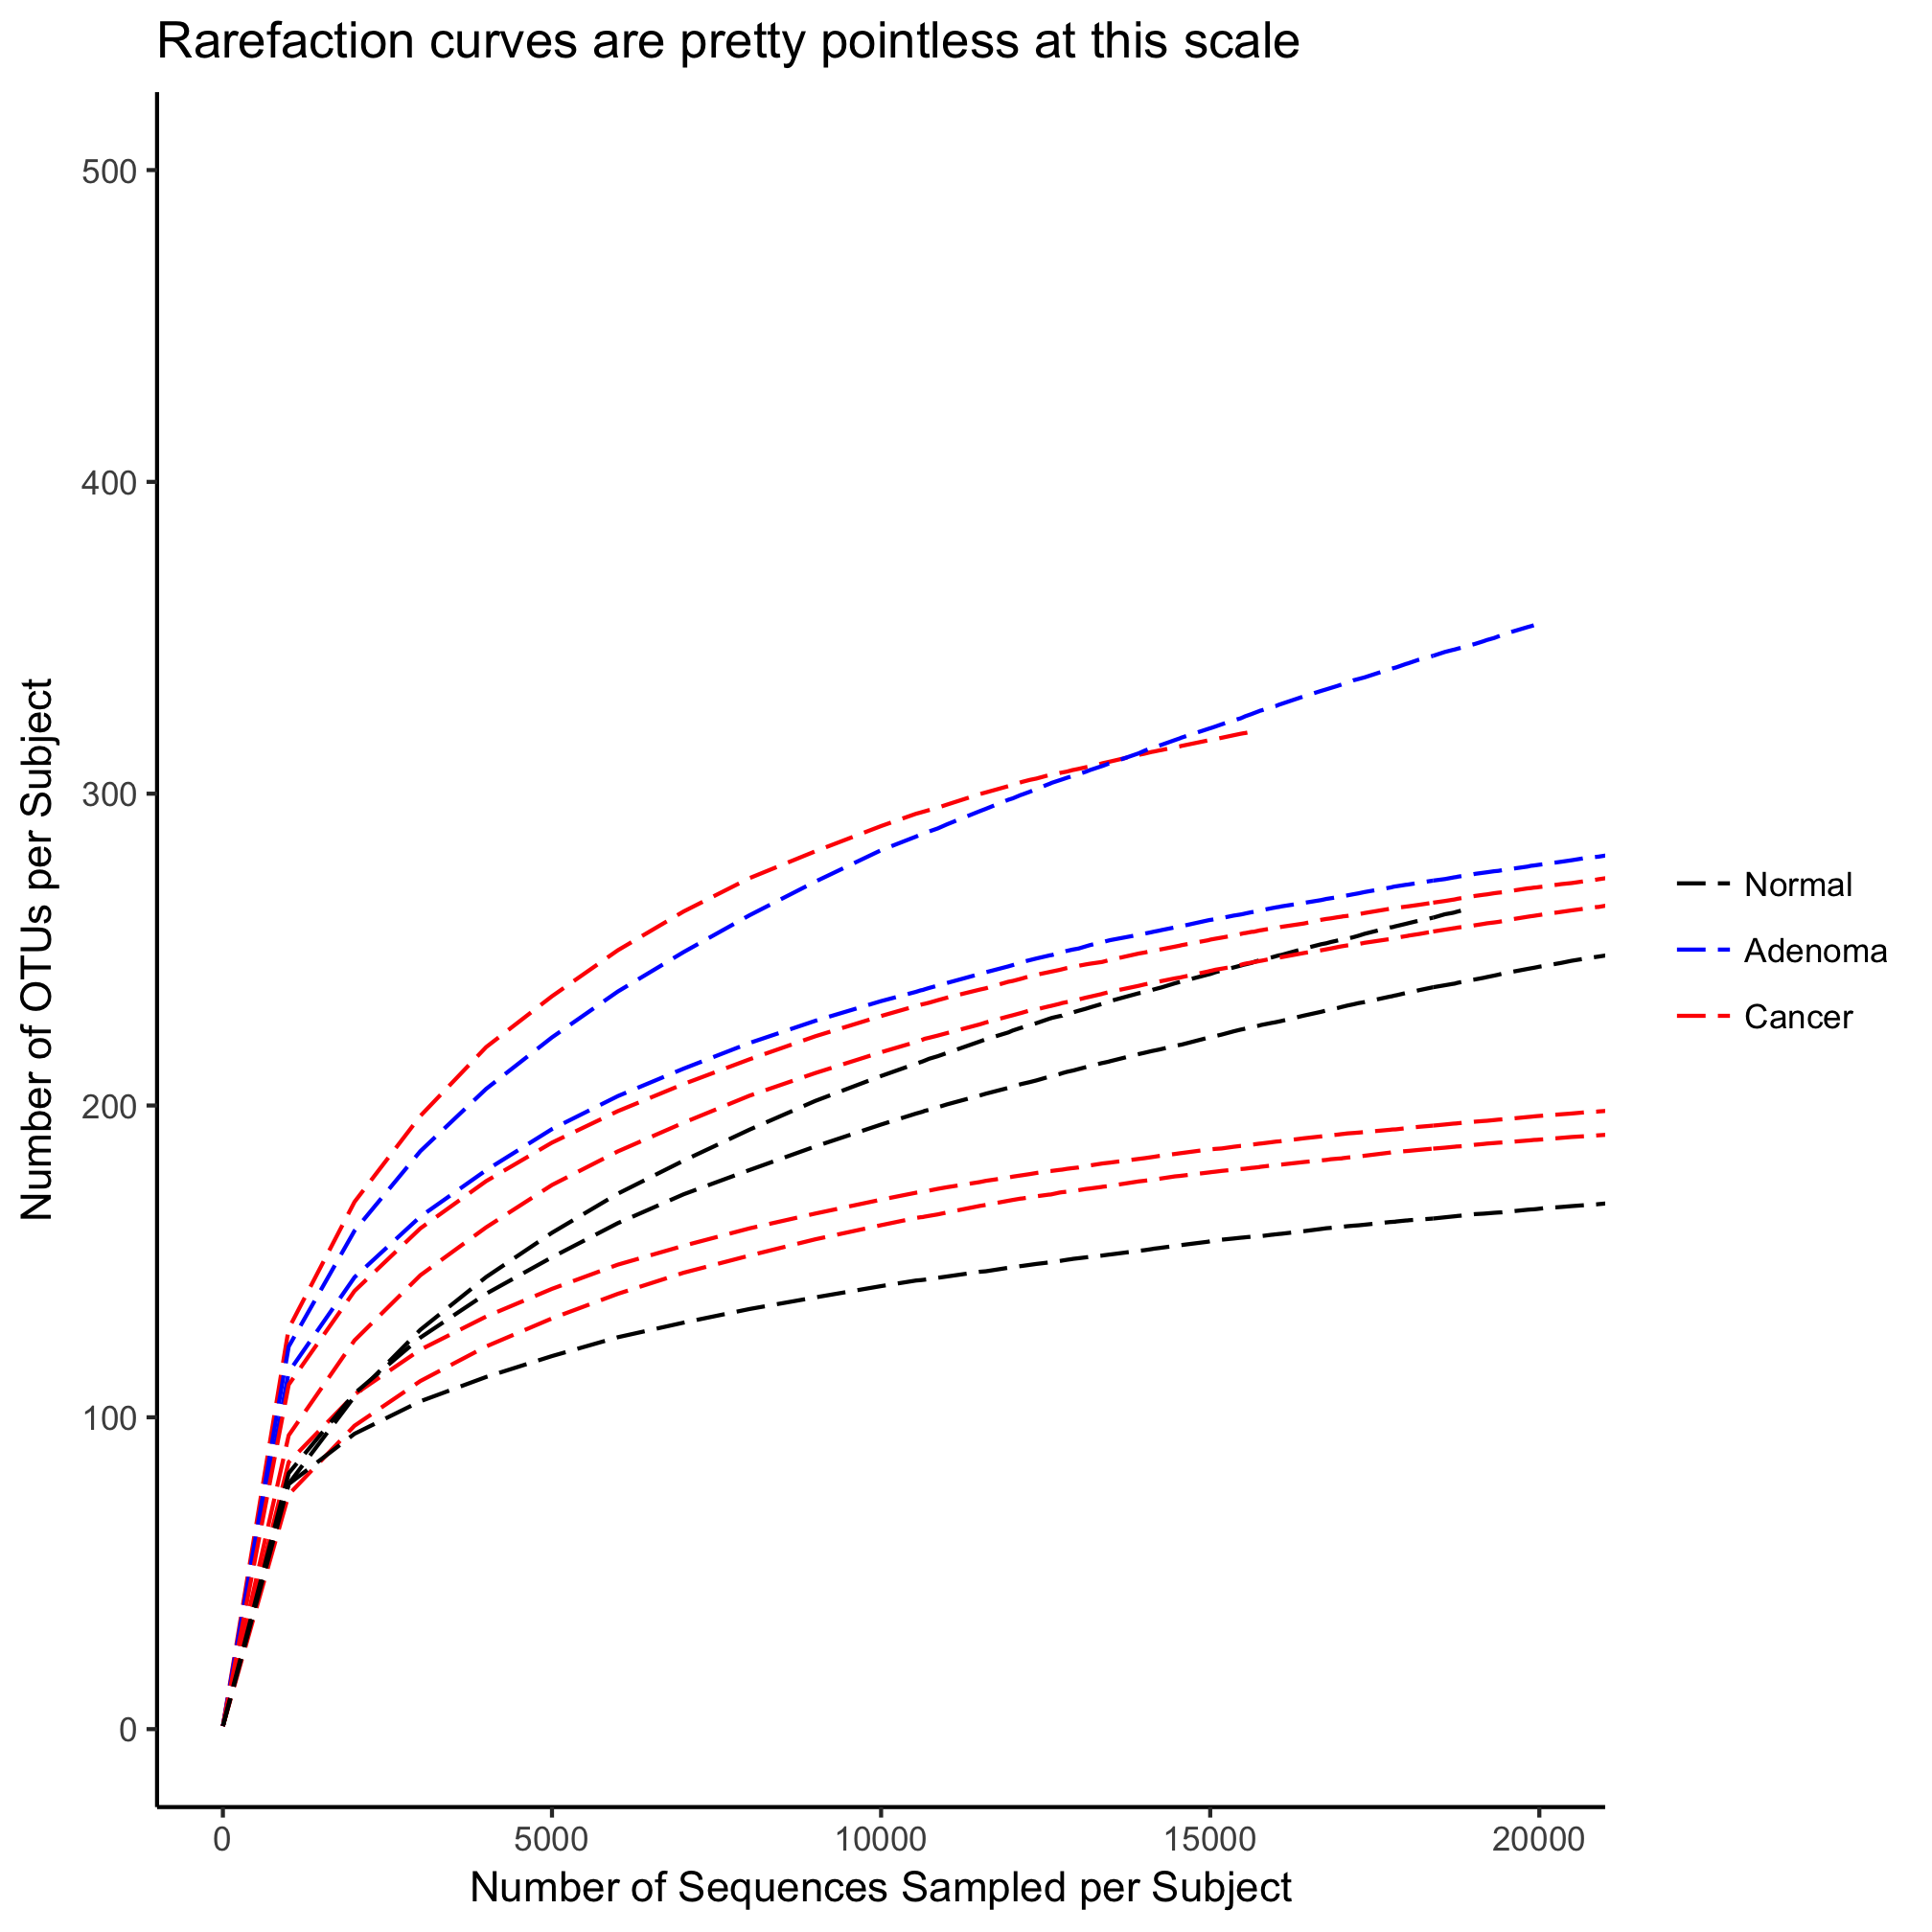 Rarefaction curves are pretty pointless at this scale
Number of OTUs per Subject
500
400
300
200
100
0
0 5000 10000 15000 20000
Number of Sequences Sampled per Subject
Normal
Adenoma
Cancer